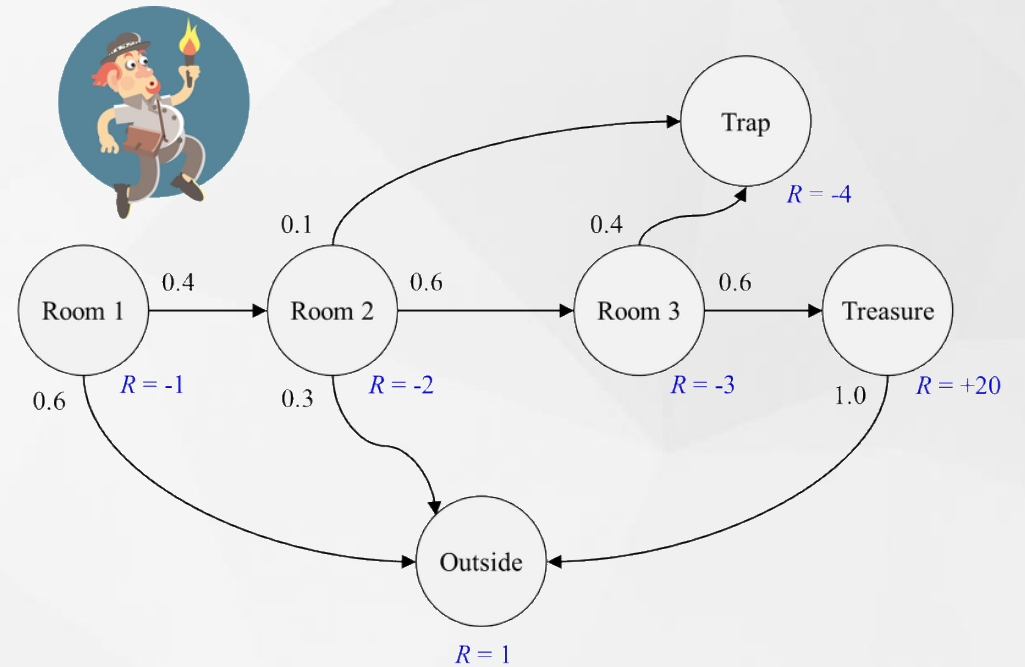 Trap
R = -4
0.1
0.4
Room 1
0.4
Room 2
0.6
Room 3
0.6
Treasure
R = -1
R = -2
R = -3
R = +20
0.6
0.3
1.0
Outside
R = 1